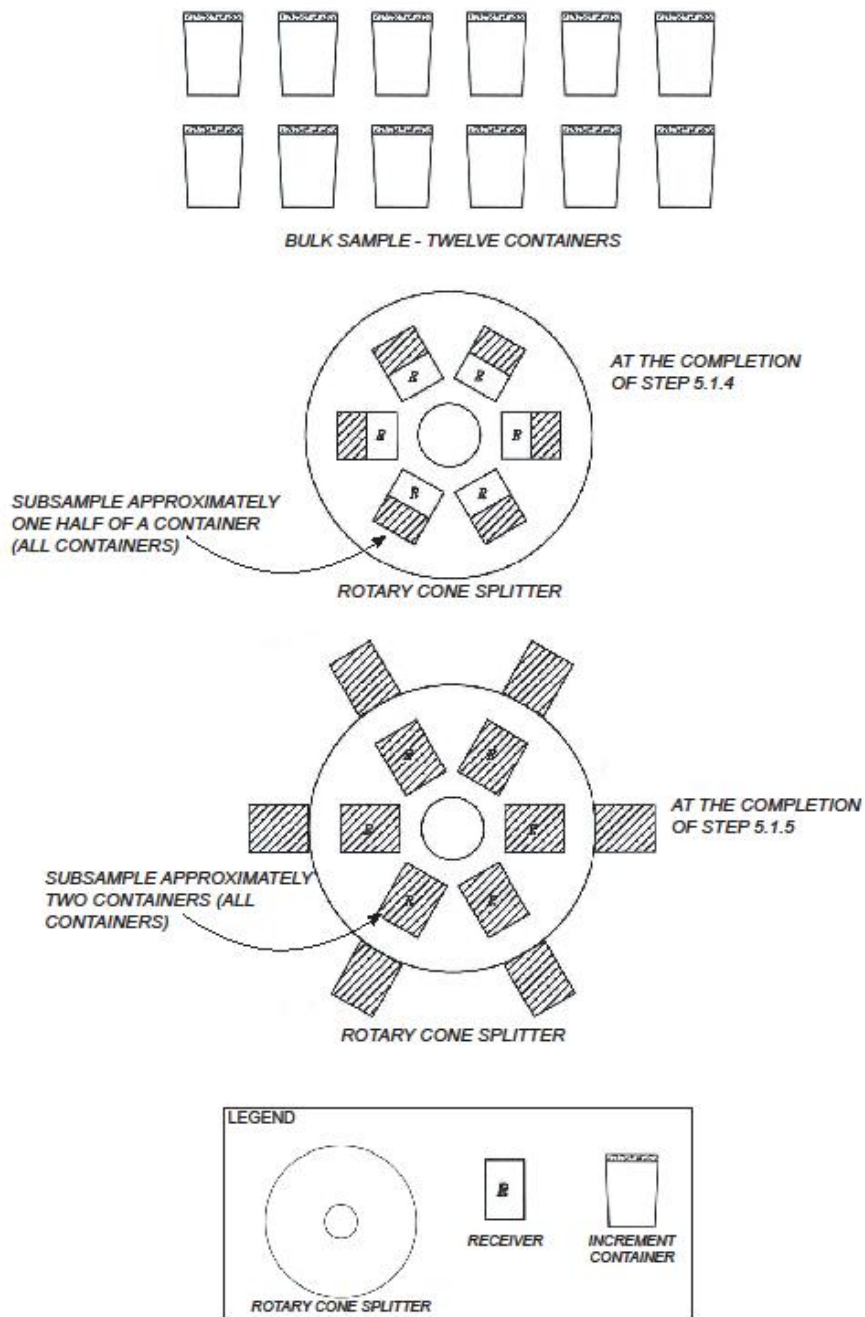 BULK SAMPLE - TWELVE CONTAINERS
R
R
AT THE COMPLETION
OF STEP 5.1.4
R
R
R
R
SUBSAMPLE APPROXIMATELY
ONE HALF OF A CONTAINER
(ALL CONTAINERS)
ROTARY CONE SPLITTER
R
R
R
R
AT THE COMPLETION
OF STEP 5.1.5
SUBSAMPLE APPROXIMATELY
TWO CONTAINERS (ALL
CONTAINERS)
R
R
ROTARY CONE SPLITTER
LEGEND
R
RECEIVER
INCREMENT
CONTAINER
ROTARY CONE SPLITTER